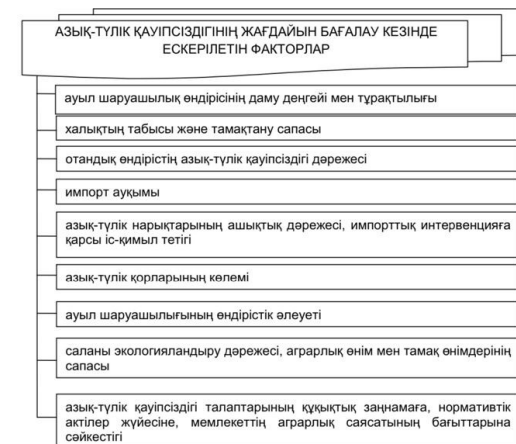 АЗЫҚ-ТҮЛІК ҚАУІПСІЗДІГІНІҢ ЖАҒДАЙЫН БАҒАЛАУ КЕЗІНДЕ
ЕСКЕРІЛЕТІН ФАКТОРЛАР
ауыл шаруашылық өндірісінің даму деңгейі мен тұрақтылығы
халықтың табысы және тамақтану сапасы
отандық өндірістің азық-түлік қауіпсіздігі дәрежесі
импорт ауқымы
азық-түлік нарықтарының ашықтық дәрежесі, импорттық интервенцияға
қарсы іс-қимыл тетігі
азық-түлік қорларының көлемі
ауыл шаруашылығының өндірістік әлеуеті
саланы экологияландыру дәрежесі, аграрлық өнім мен тамақ өнімдерінің
сапасы
азық-түлік қауіпсіздігі талаптарының құқықтық заңнамаға, нормативтік
актілер жүйесіне, мемлекеттің аграрлық саясатының бағыттарына
сәйкестігі